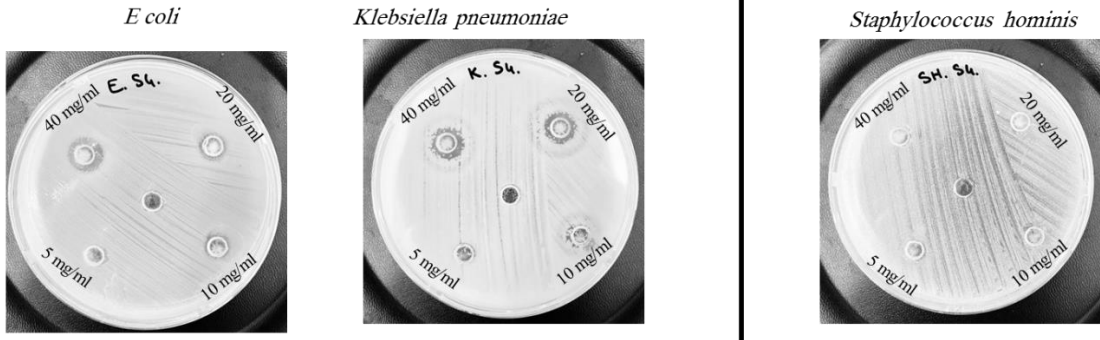 E coli
Klebsiella pneumoniae
Staphylococcus hominis
E. S4.
40 mg/ml
20 mg/ml
5 mg/ml
10 mg/ml
K. S4.
40 mg/ml
20 mg/ml
5 mg/ml
10 mg/ml
SH. S4.
40 mg/ml
20 mg/ml
5 mg/ml
10 mg/ml